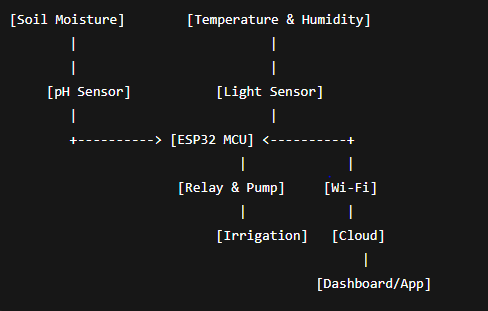 [Soil Moisture] [Temperature & Humidity]
[pH Sensor] [Light Sensor]
+----------> [ESP32 MCU] <----------+
[Relay & Pump] [Wi-Fi]
[Irrigation] [Cloud]
[Dashboard/App]